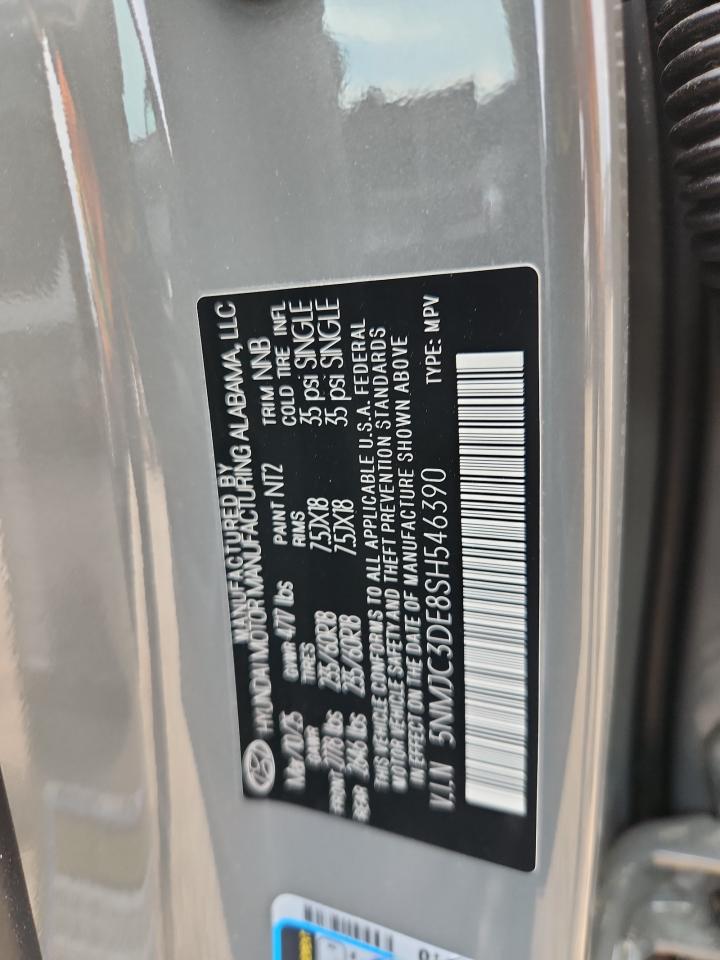 MANUFACTURED BY
HYUNDAI MOTOR MANUFACTURING ALABAMA, LLC
Mar / 2025 GVWR 4,717 lbs PAINT NT2 TRIM NNB
GAWR TIRES RIMS COLD TIRE INFL
FRONT lbs 235/60R18 7.5JX18 35 psi SINGLE
REAR 2646 lbs 235/60R18 7.5JX18 35 psi SINGLE
THIS VEHICLE CONFORMS TO ALL APPLICABLE U.S.A. FEDERAL
MOTOR VEHICLE SAFETY AND THEFT PREVENTION STANDARDS
IN EFFECT ON THE DATE OF MANUFACTURE SHOWN ABOVE
V.I.N 5NMJC3DE8SH546390 TYPE: MPV